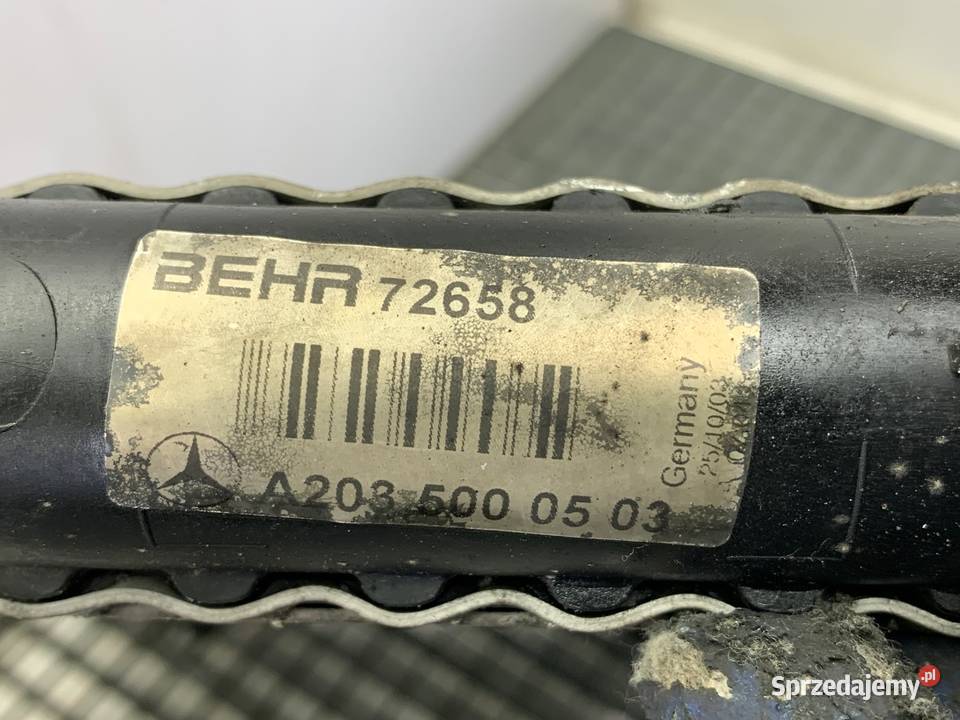 BEHR 72658
A203 500 05 03
Germany
25/10/03
Sprzedajemy.pl